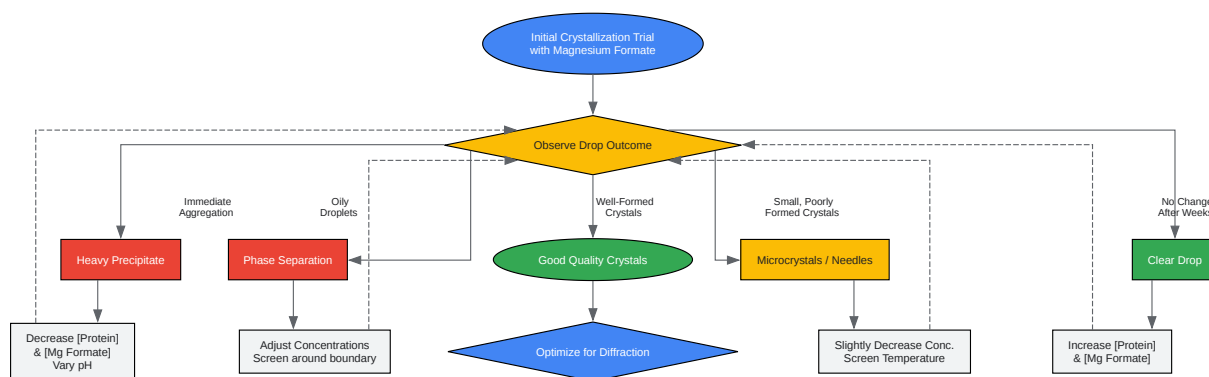 Initial Crystallization Trial
with Magnesium Formate
Observe Drop Outcome
Immediate
Aggregation
Oily
Droplets
Well-Formed
Crystals
Small, Poorly
Formed Crystals
No Change
After Weeks
Heavy Precipitate
Phase Separation
Good Quality Crystals
Microcrystals / Needles
Clear Drop
Decrease [Protein]
& [Mg Formate]
Vary pH
Adjust Concentrations
Screen around boundary
Optimize for Diffraction
Slightly Decrease Conc.
Screen Temperature
Increase [Protein]
& [Mg Formate]